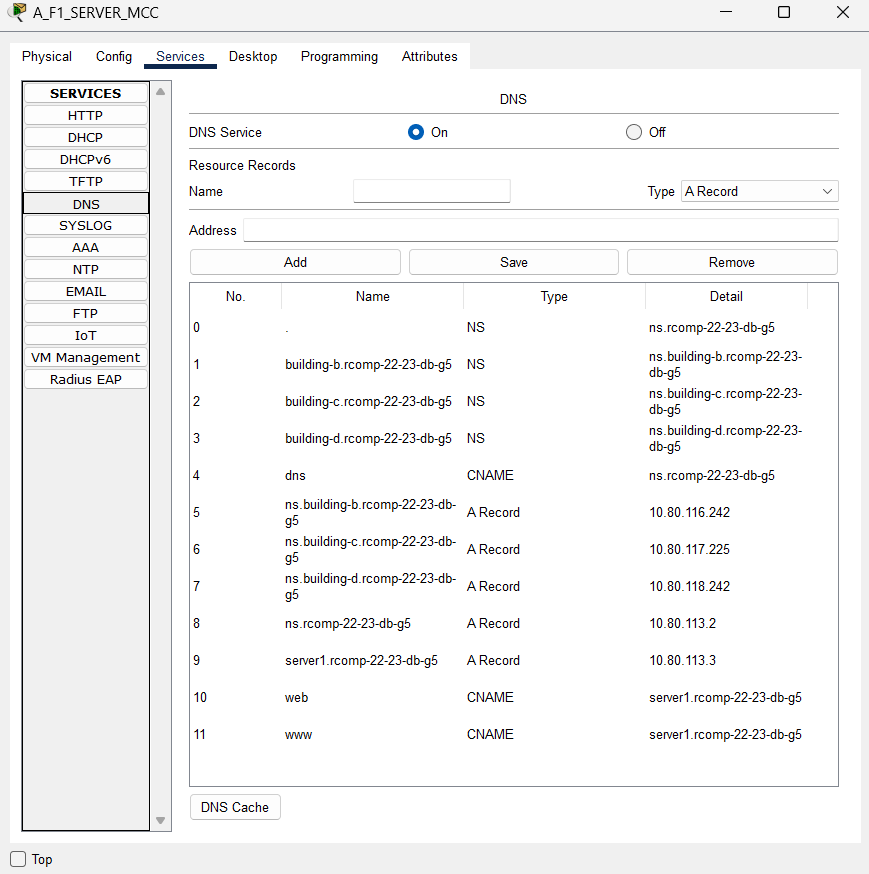 A_F1_SERVER_MCC
Physical Config Services Desktop Programming Attributes
SERVICES
HTTP
DHCP
DHCPv6
TFTP
DNS
SYSLOG
AAA
NTP
EMAIL
FTP
IoT
VM Management
Radius EAP
DNS
DNS Service On Off
Resource Records
Name Type A Record
Address
Add Save Remove
No. Name Type Detail
0 . NS ns.rcomp-22-23-db-g5
1 building-b.rcomp-22-23-db-g5 NS ns.building-b.rcomp-22-23-
db-g5
2 building-c.rcomp-22-23-db-g5 NS ns.building-c.rcomp-22-23-
db-g5
3 building-d.rcomp-22-23-db-g5 NS ns.building-d.rcomp-22-23-
db-g5
4 dns CNAME ns.rcomp-22-23-db-g5
5 ns.building-b.rcomp-22-23-db-
g5 A Record 10.80.116.242
6 ns.building-c.rcomp-22-23-db-
g5 A Record 10.80.117.225
7 ns.building-d.rcomp-22-23-db-
g5 A Record 10.80.118.242
8 ns.rcomp-22-23-db-g5 A Record 10.80.113.2
9 server1.rcomp-22-23-db-g5 A Record 10.80.113.3
10 web CNAME server1.rcomp-22-23-db-g5
11 www CNAME server1.rcomp-22-23-db-g5
DNS Cache
Top